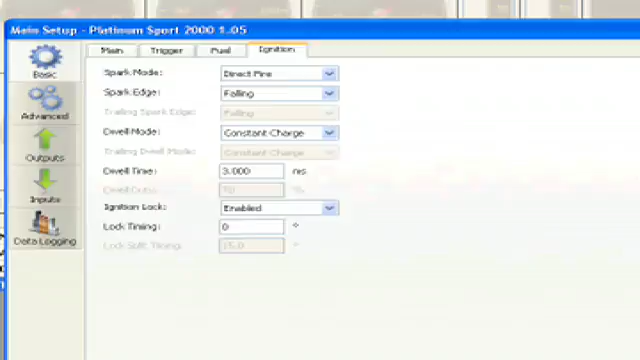 Main Setup - Platinum Sport 2000 1.05
Main Trigger Fuel Ignition
Basic
Advanced
Outputs
Inputs
Data Logging
Spark Mode: Direct Fire
Spark Edge: Falling
Trailing Spark Edge: Falling
Dwell Mode: Constant Charge
Trailing Dwell Mode: Constant Charge
Dwell Time: 3.000 ms
Dwell Duty: 50 %
Ignition Lock: Enabled
Lock Timing: 0 °
Lock Split Timing: 15.0 °